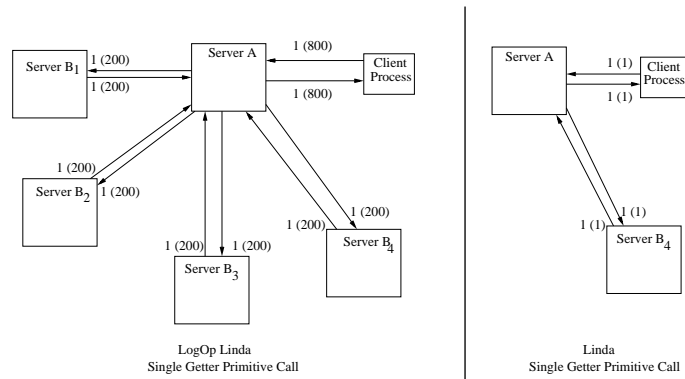 1 (800)
Server A
Client
Process
1 (800)
Server B1
1 (200)
1 (200)
1 (200)
Server B2
1 (200)
1 (200)
1 (200)
Server B3
1 (200)
1 (200)
Server B4
LogOp Linda
Single Getter Primitive Call
Server A
1 (1)
Client
Process
1 (1)
1 (1)
1 (1)
Server B4
Linda
Single Getter Primitive Call